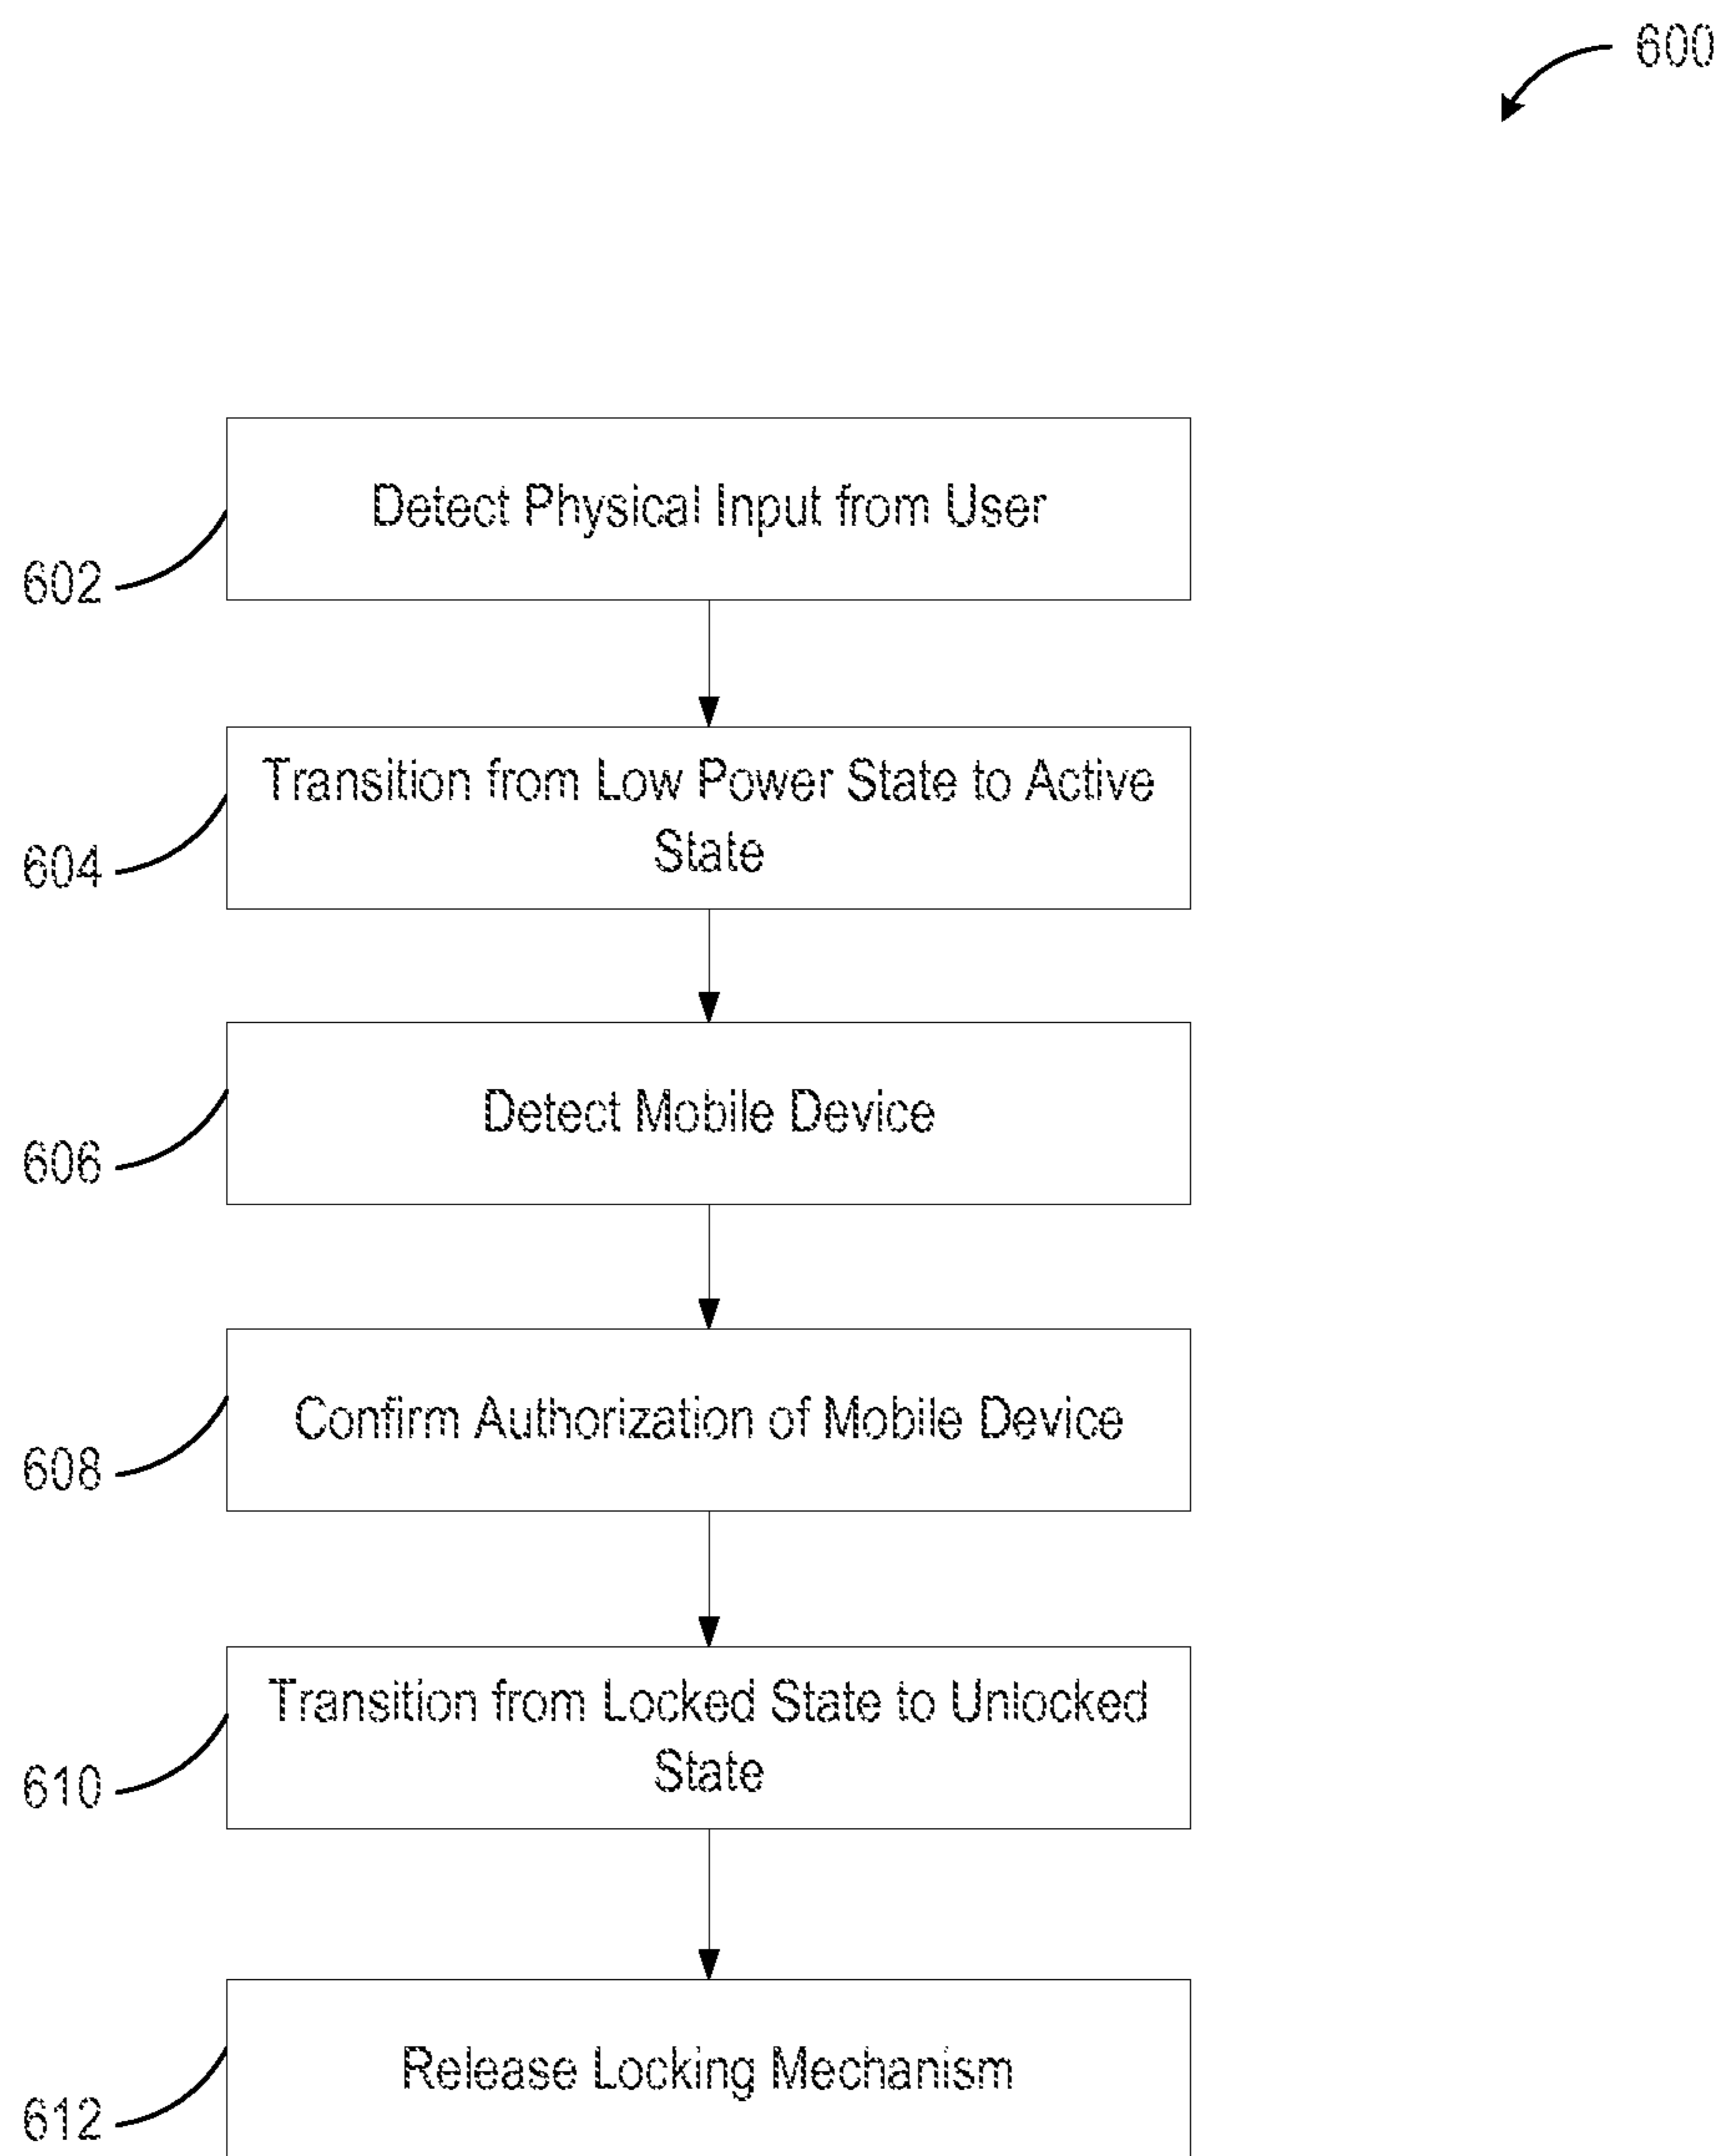 600
Detect Physical Input from User
602
Transition from Low Power State to Active
State
604
Detect Mobile Device
606
Confirm Authorization of Mobile Device
608
Transition from Locked State to Unlocked
State
610
Release Locking Mechanism
612